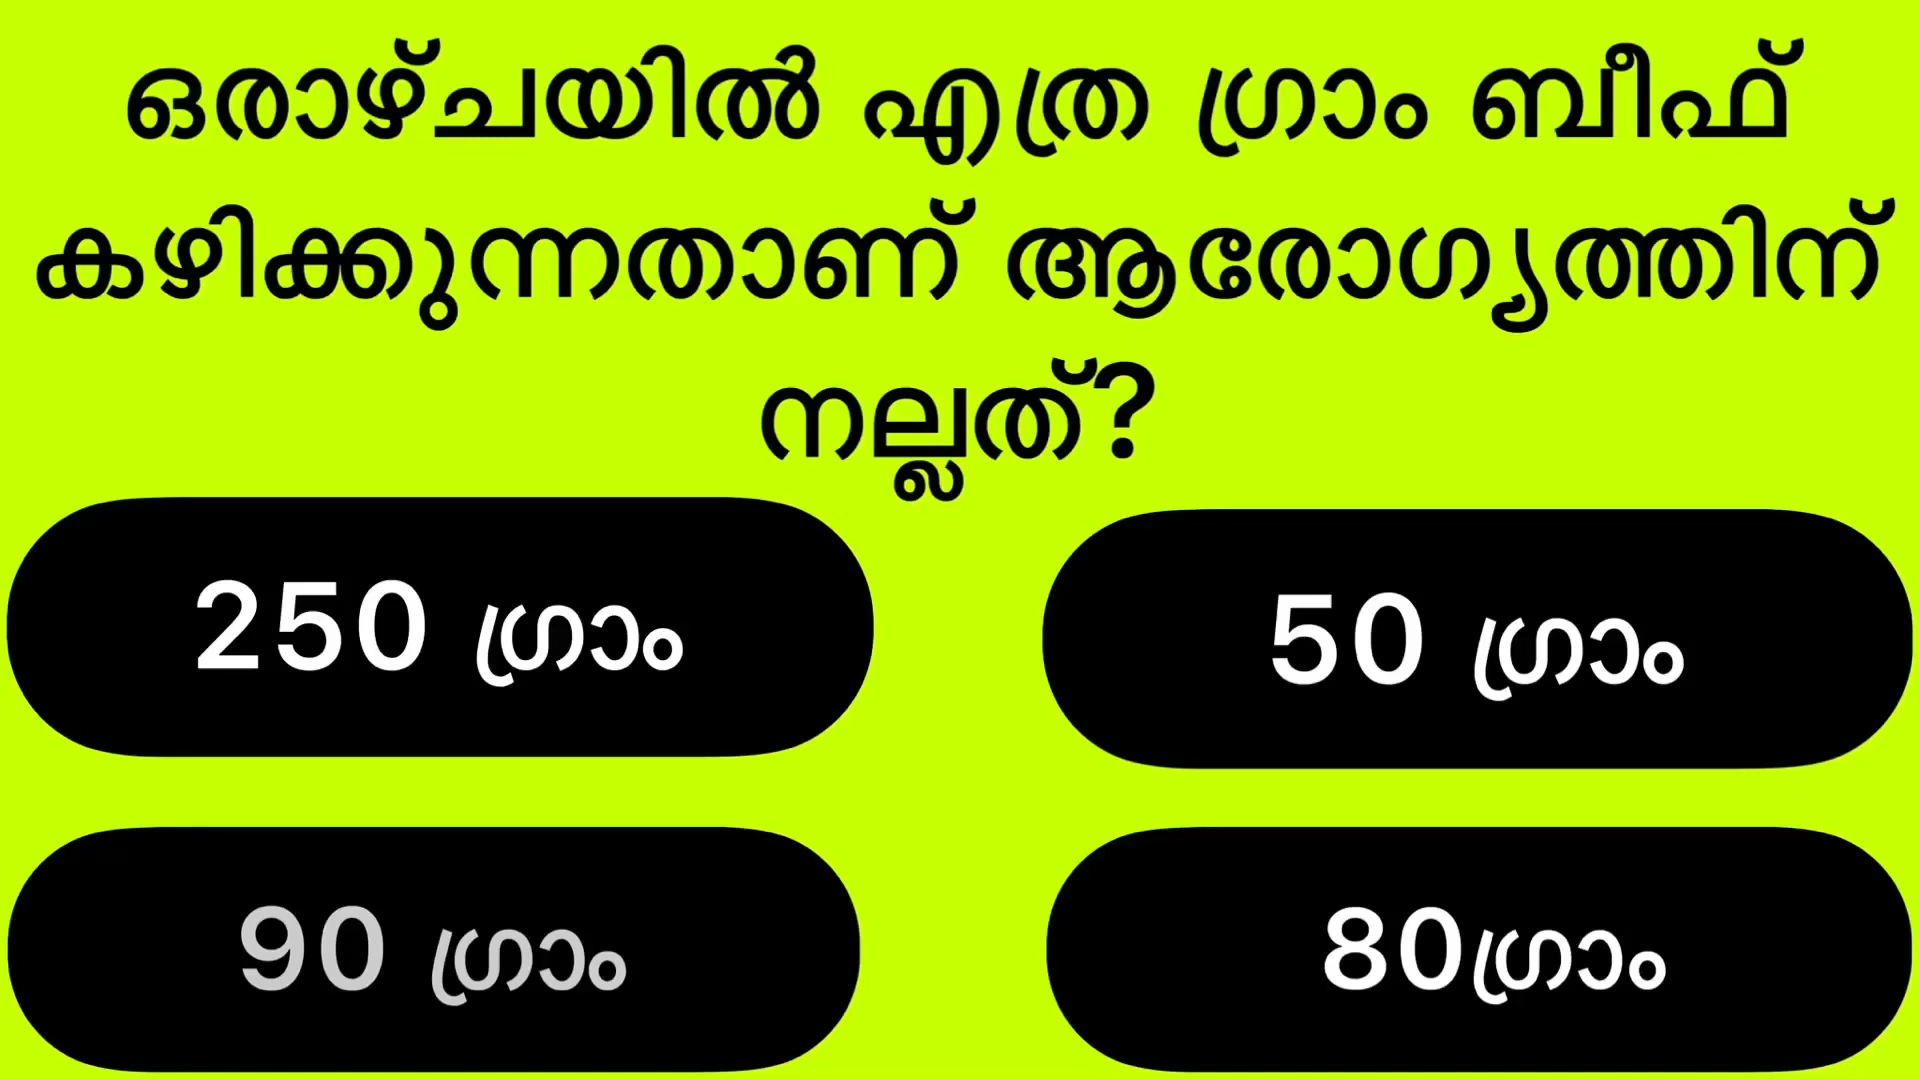 ഒരാഴ്ചയിൽ എത്ര ഗ്രാം ബീഫ്
കഴിക്കുന്നതാണ് ആരോഗ്യത്തിന്
നല്ലത്?
250 ഗ്രാം
50 ഗ്രാം
90 ഗ്രാം
80ഗ്രാം